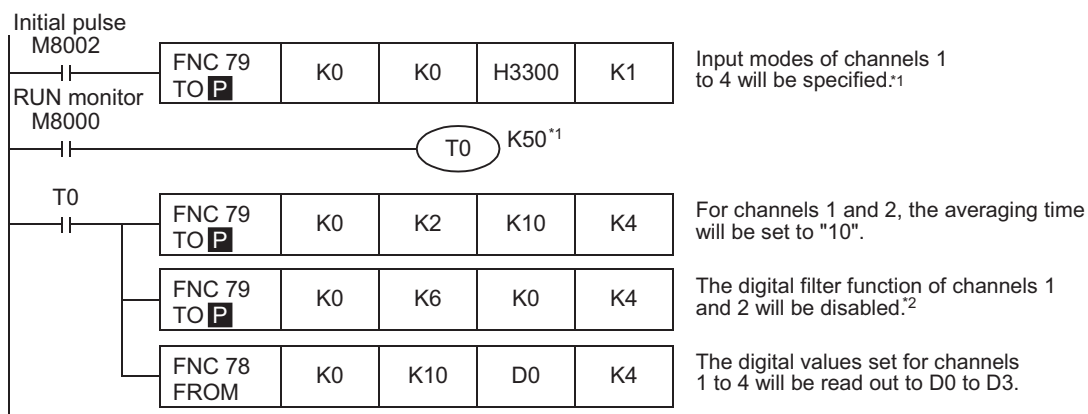 Initial pulse
M8002
FNC 79 TO P K0 K0 H3300 K1
Input modes of channels 1
to 4 will be specified.*1
RUN monitor
M8000
T0 K50*1
T0
FNC 79 TO P K0 K2 K10 K4
For channels 1 and 2, the averaging time
will be set to "10".
FNC 79 TO P K0 K6 K0 K4
The digital filter function of channels 1
and 2 will be disabled.*2
FNC 78 FROM K0 K10 D0 K4
The digital values set for channels
1 to 4 will be read out to D0 to D3.